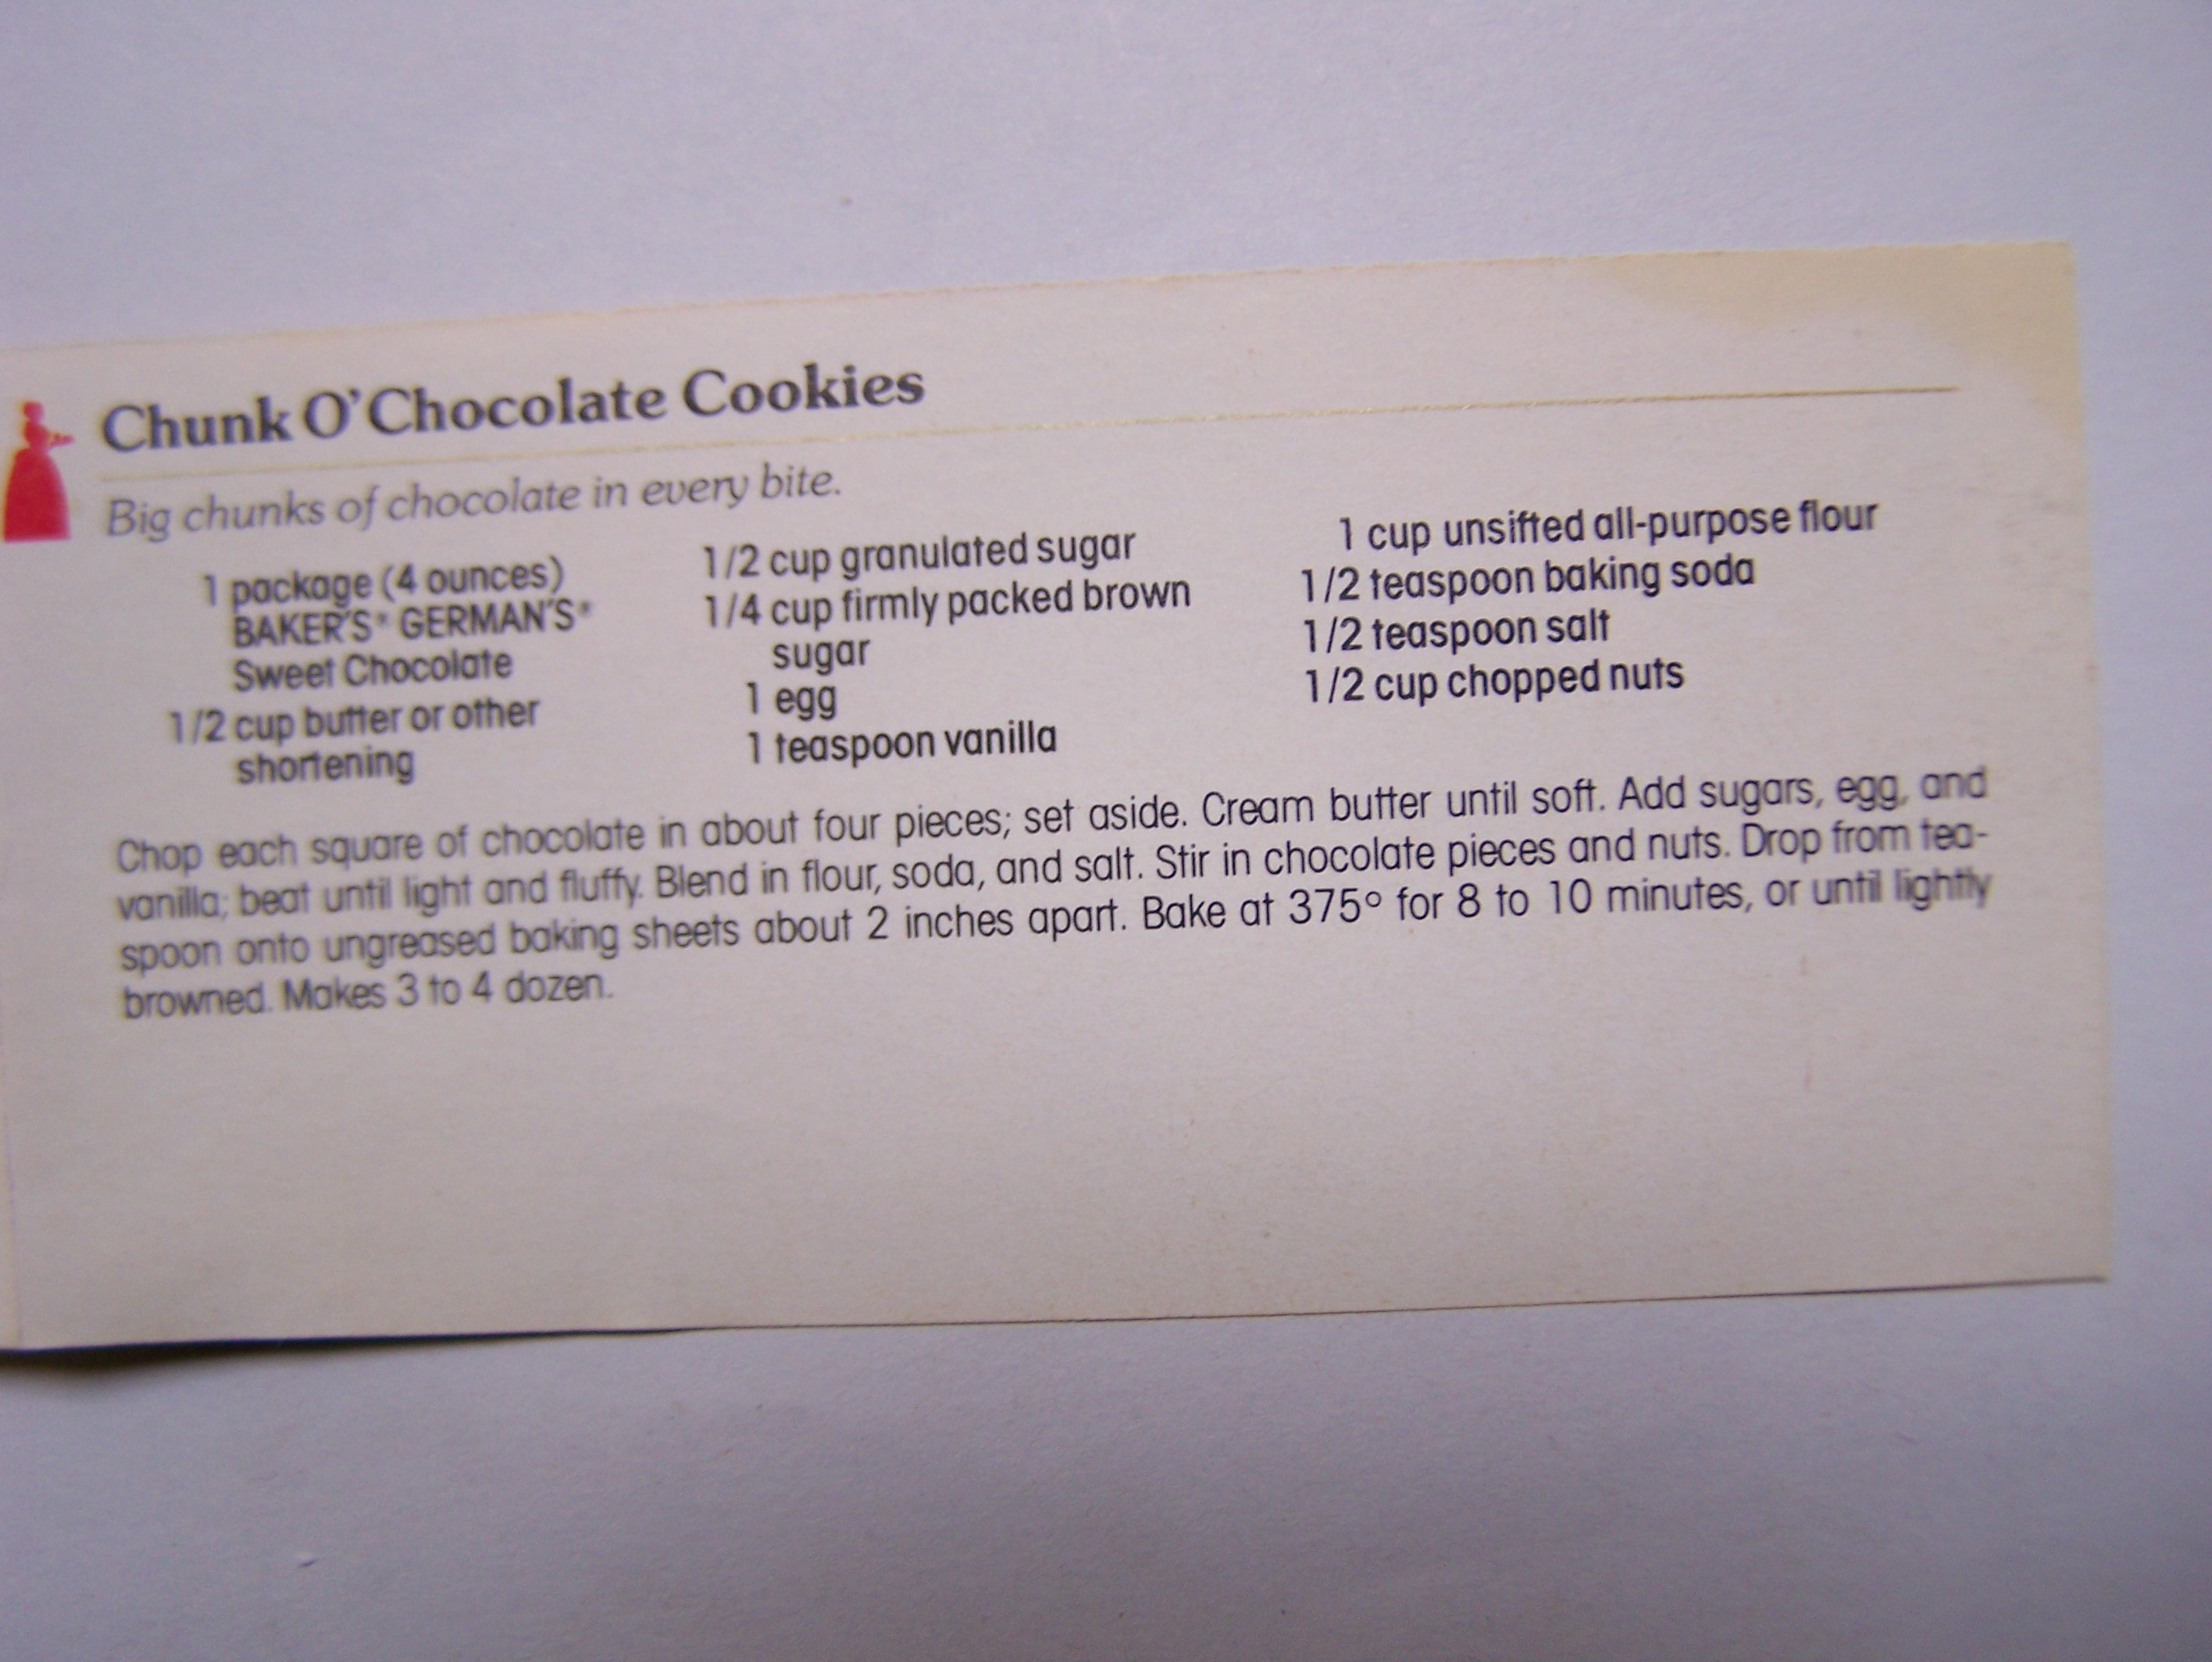 Chunk O' Chocolate Cookies
Big chunks of chocolate in every bite.
1 package (4 ounces)
BAKER'S® GERMAN'S®
Sweet Chocolate
1/2 cup butter or other
shortening
1/2 cup granulated sugar
1/4 cup firmly packed brown
sugar
1 egg
1 teaspoon vanilla
1 cup unsifted all-purpose flour
1/2 teaspoon baking soda
1/2 teaspoon salt
1/2 cup chopped nuts
Chop each square of chocolate in about four pieces; set aside. Cream butter until soft. Add sugars, egg, and
vanilla; beat until light and fluffy. Blend in flour, soda, and salt. Stir in chocolate pieces and nuts. Drop from tea-
spoon onto ungreased baking sheets about 2 inches apart. Bake at 375° for 8 to 10 minutes, or until lightly
browned. Makes 3 to 4 dozen.